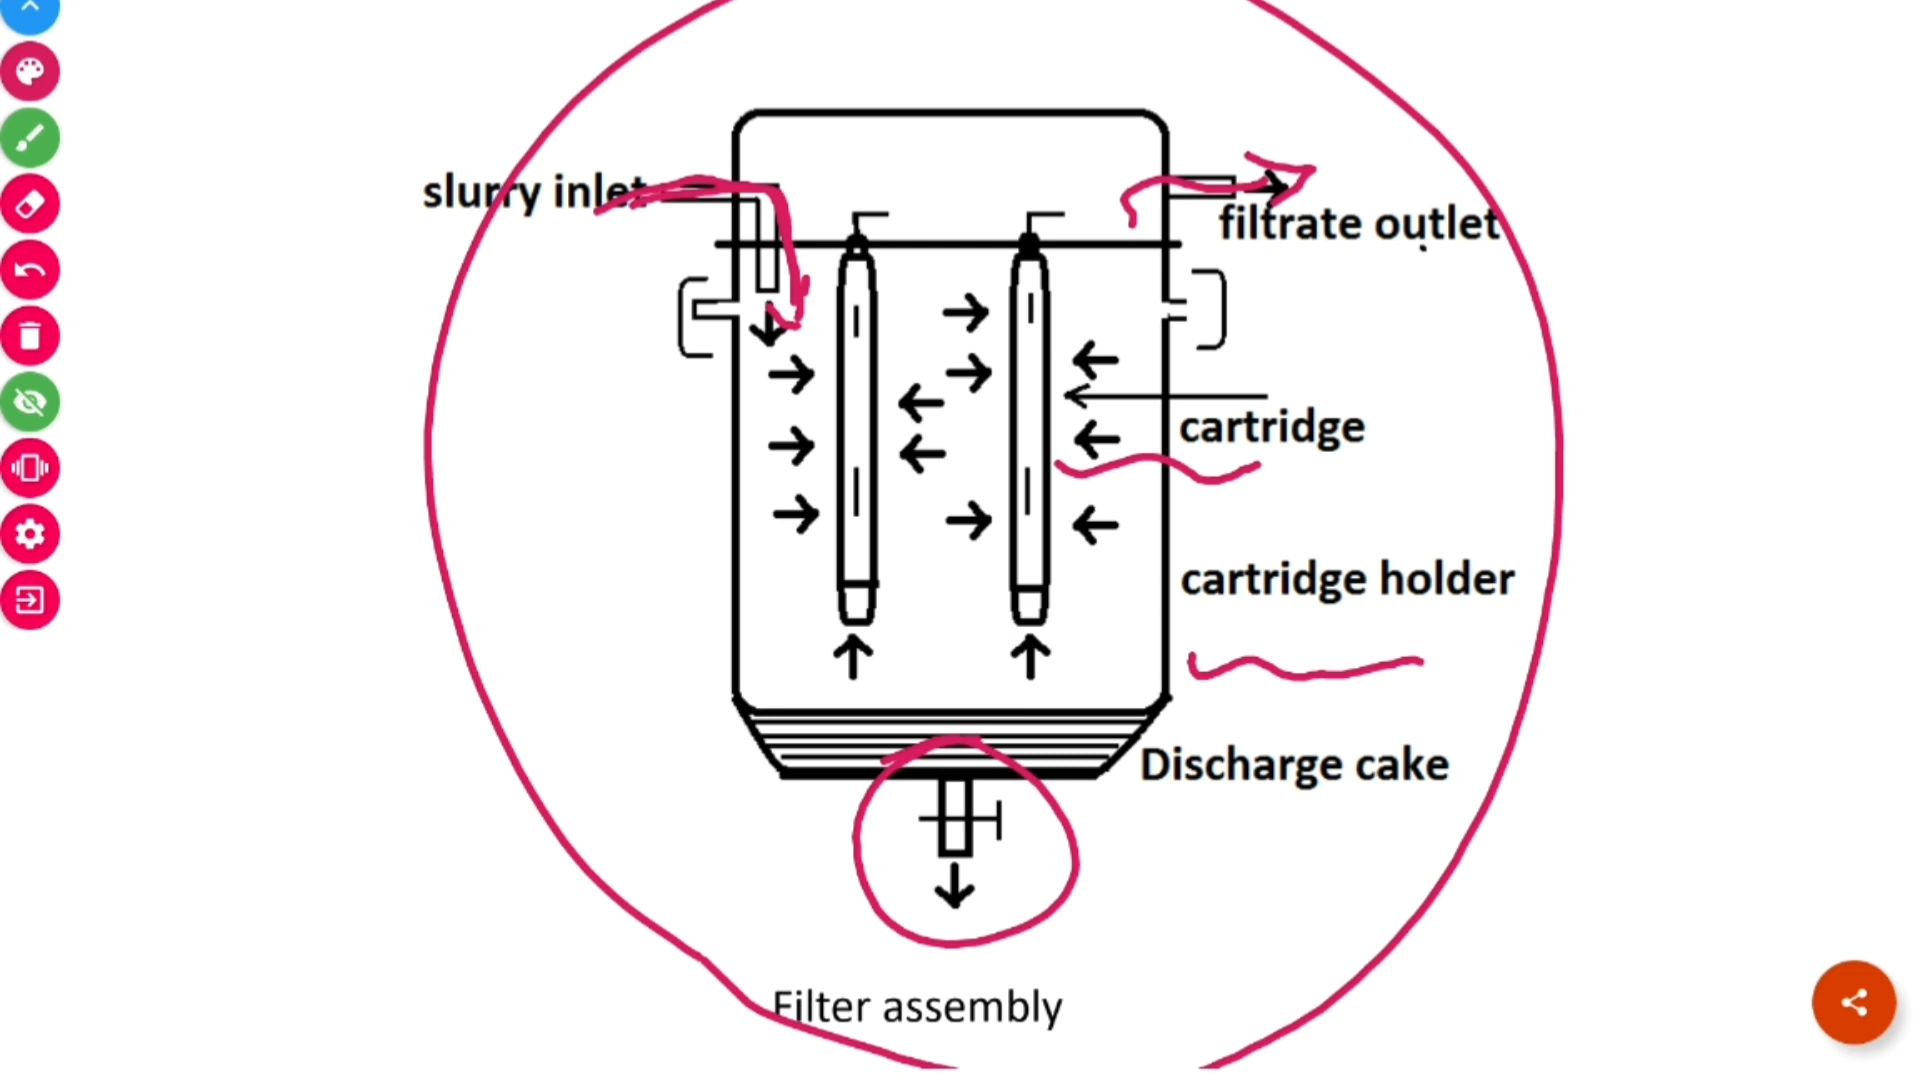 slurry inlet
filtrate outlet
cartridge
cartridge holder
Discharge cake
Filter assembly